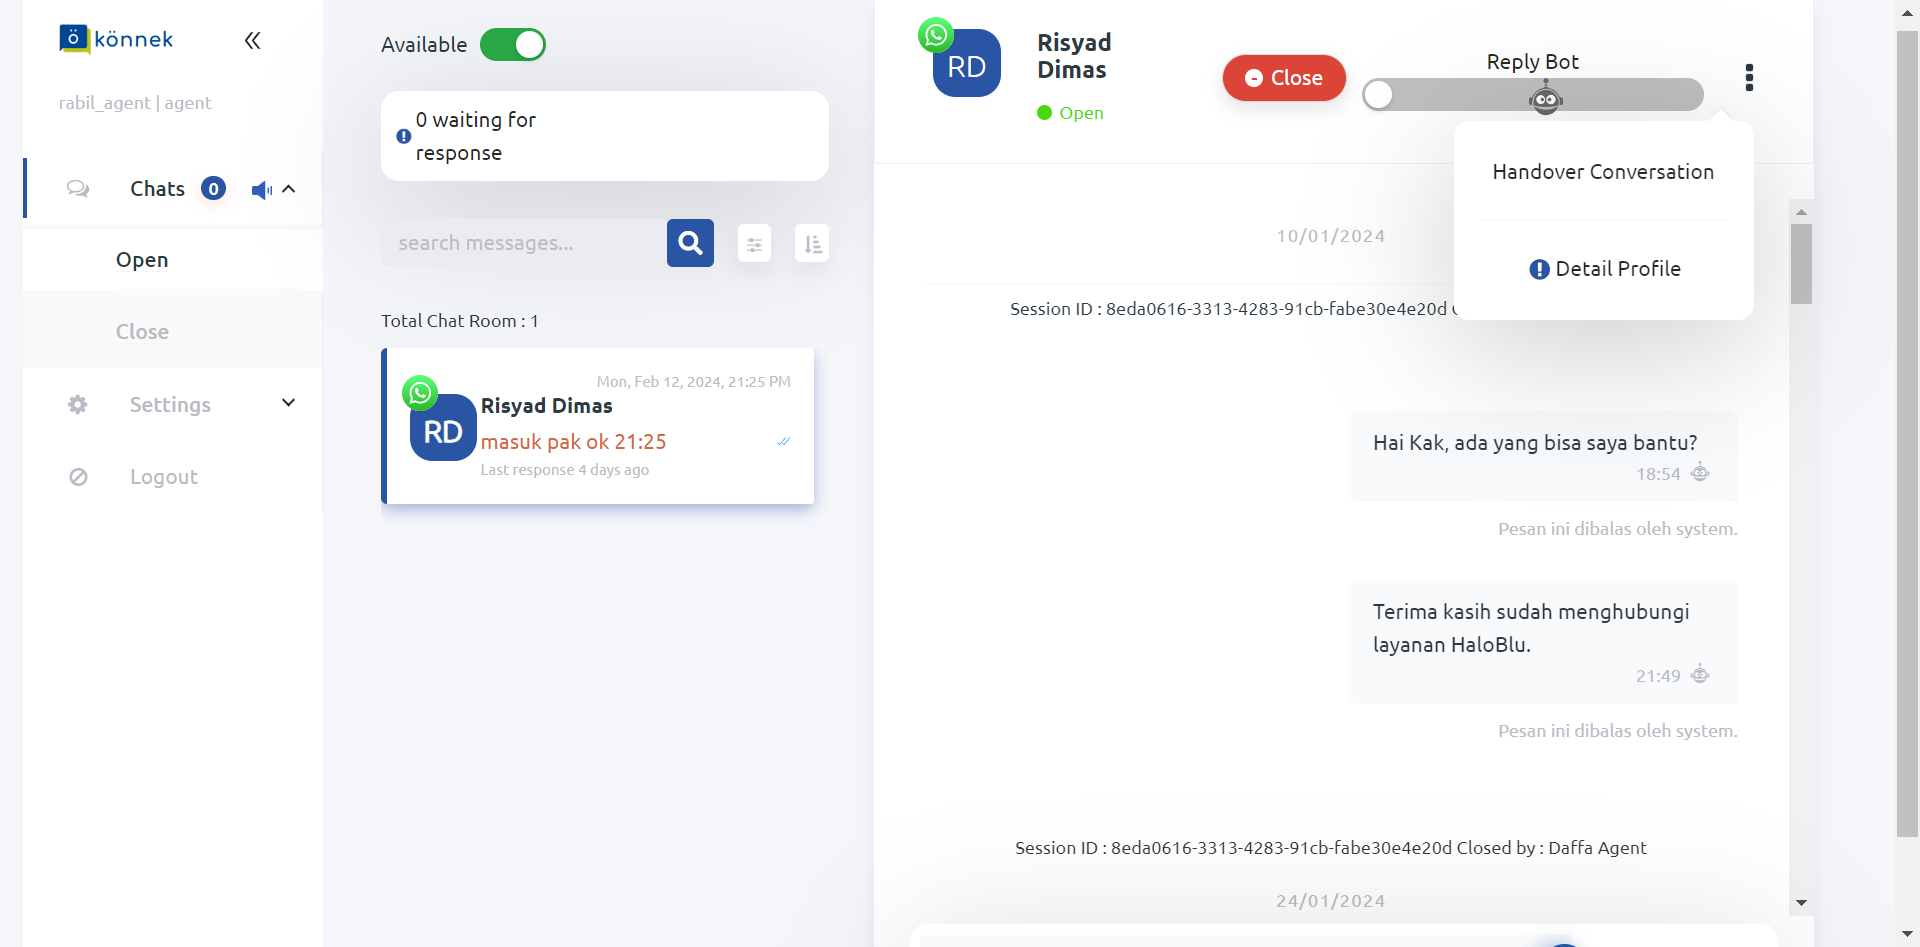 ö könnek
rabil_agent | agent
Chats 0
Open
Close
Settings
Logout
Available
0 waiting for
response
search messages...
Total Chat Room : 1
Mon, Feb 12, 2024, 21:25 PM
RD
Risyad Dimas
masuk pak ok 21:25
Last response 4 days ago
RD
Risyad
Dimas
Open
Close
Reply Bot
Handover Conversation
Detail Profile
10/01/2024
Session ID : 8eda0616-3313-4283-91cb-fabe30e4e20d
Hai Kak, ada yang bisa saya bantu?
18:54
Pesan ini dibalas oleh system.
Terima kasih sudah menghubungi
layanan HaloBlu.
21:49
Pesan ini dibalas oleh system.
Session ID : 8eda0616-3313-4283-91cb-fabe30e4e20d Closed by : Daffa Agent
24/01/2024